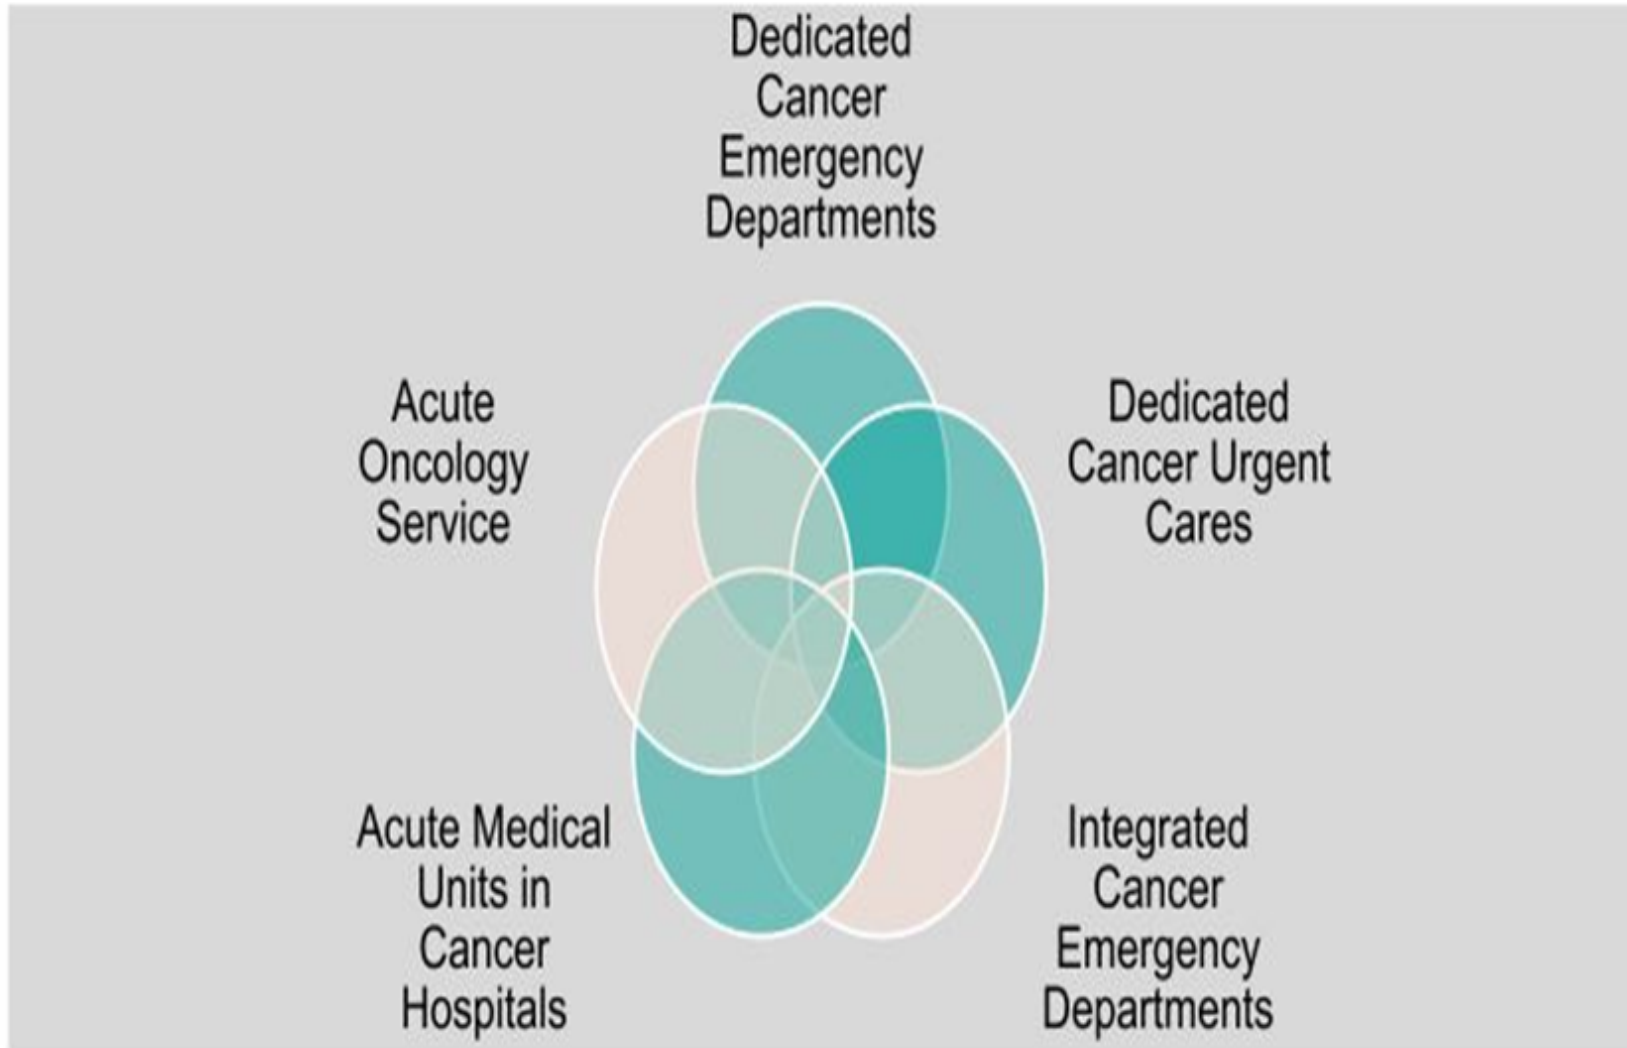 Dedicated
Cancer
Emergency
Departments
Acute
Oncology
Service
Dedicated
Cancer Urgent
Cares
Acute Medical
Units in
Cancer
Hospitals
Integrated
Cancer
Emergency
Departments